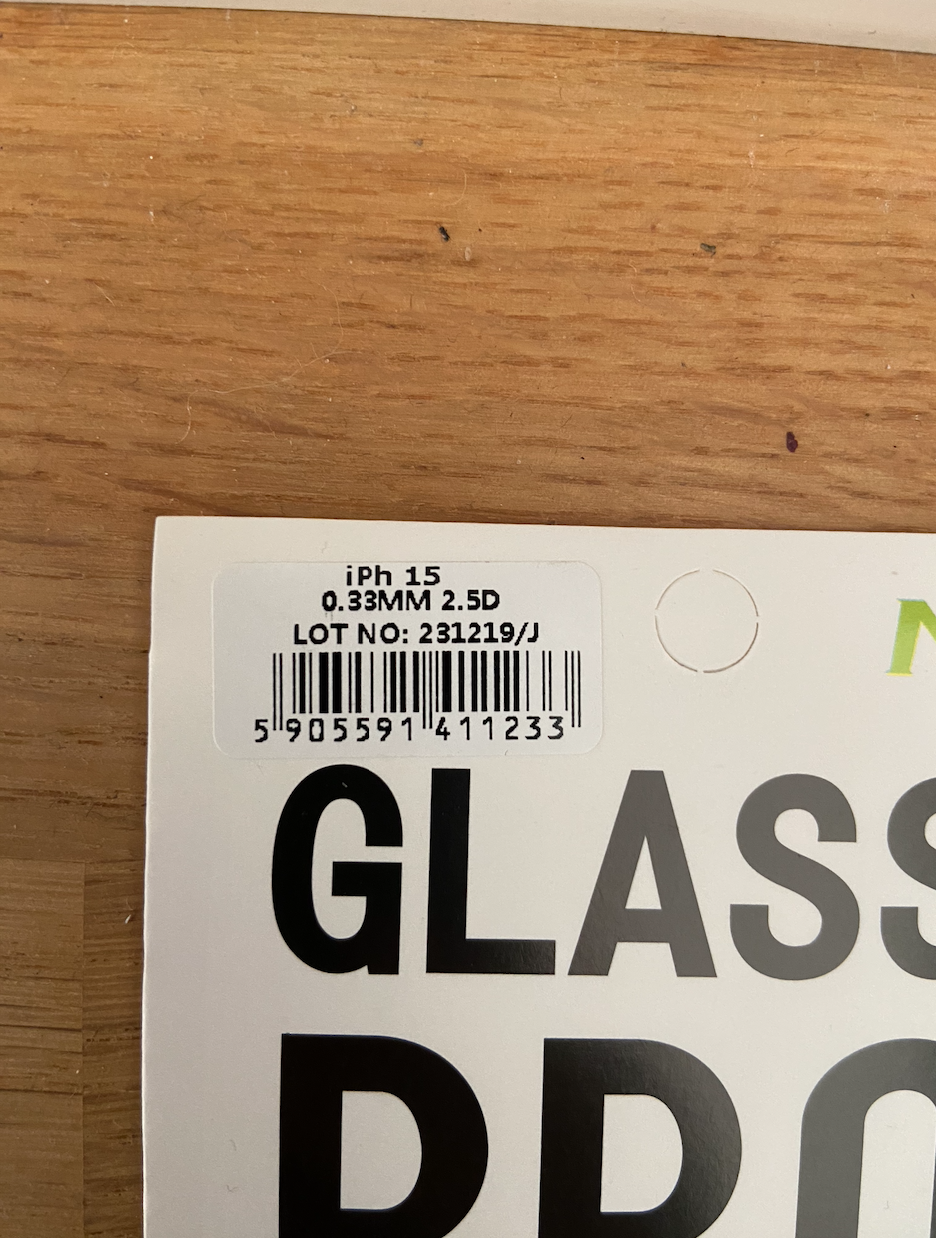 iPh 15
0.33MM 2.5D
LOT NO: 231219/J
5 905591 411233
GLASS